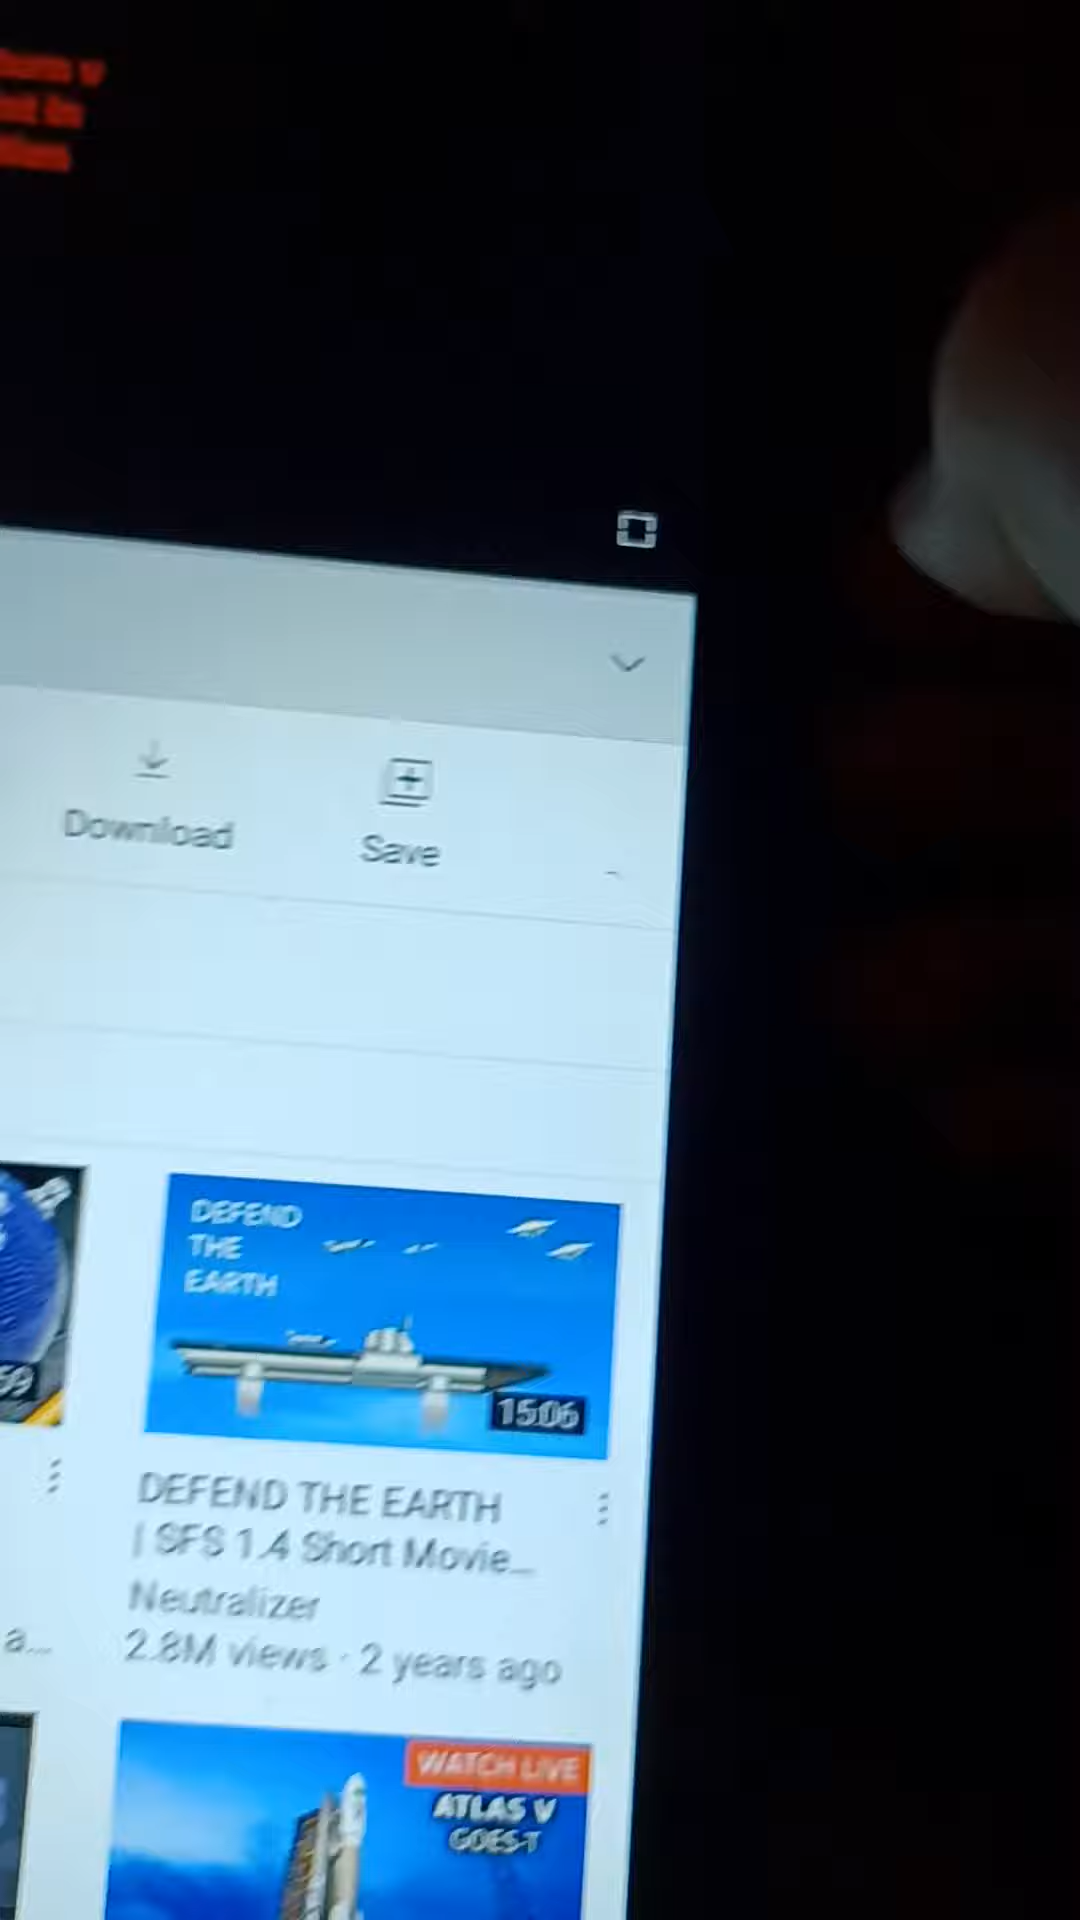 Download
Save
DEFEND
THE
EARTH
59
15:06
DEFEND THE EARTH
| SFS 1.4 Short Movie...
Neutralizer
a...
2.8M views · 2 years ago
WATCH LIVE
ATLAS V
GOES-T